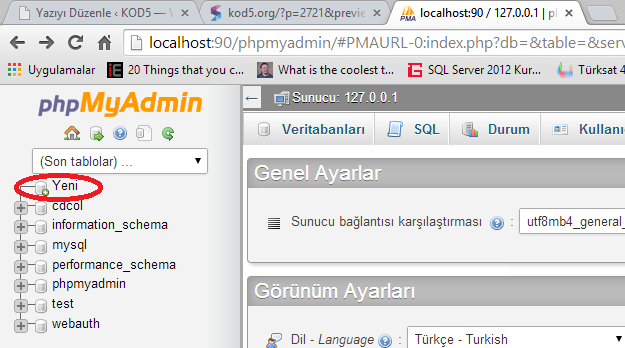 Yazıyı Düzenle ‹ KOD5 — W
kod5.org/?p=2721&previe
localhost:90 / 127.0.0.1 | ph
localhost:90/phpmyadmin/#PMAURL-0:index.php?db=&table=&serv
Uygulamalar
20 Things that you c...
What is the coolest t...
SQL Server 2012 Kur...
Türksat 4
phpMyAdmin
(Son tablolar) ...
Yeni
cdcol
information_schema
mysql
performance_schema
phpmyadmin
test
webauth
Sunucu: 127.0.0.1
Veritabanları
SQL
Durum
Kullanıc
Genel Ayarlar
Sunucu bağlantısı karşılaştırması : utf8mb4_general_
Görünüm Ayarları
Dil - Language : Türkçe - Turkish